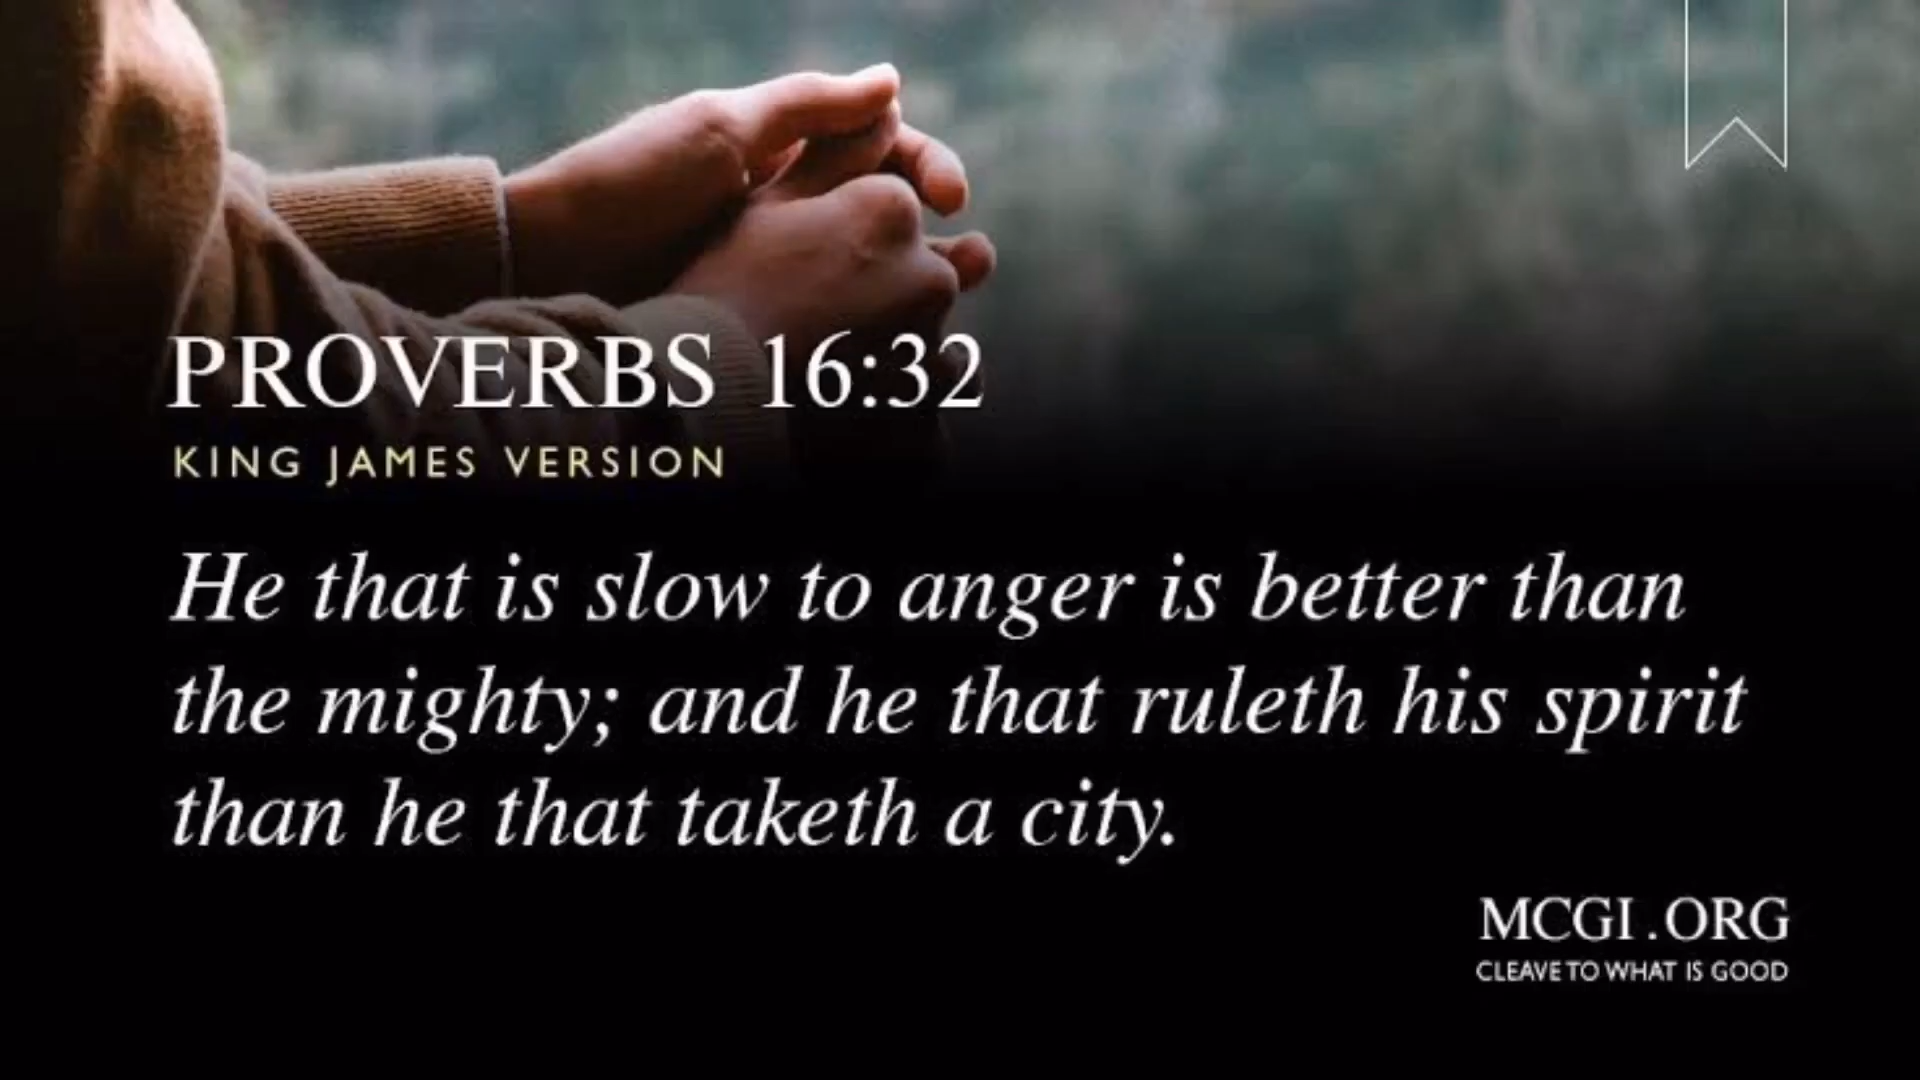 PROVERBS 16:32
KING JAMES VERSION
He that is slow to anger is better than
the mighty; and he that ruleth his spirit
than he that taketh a city.
MCGI.ORG
CLEAVE TO WHAT IS GOOD